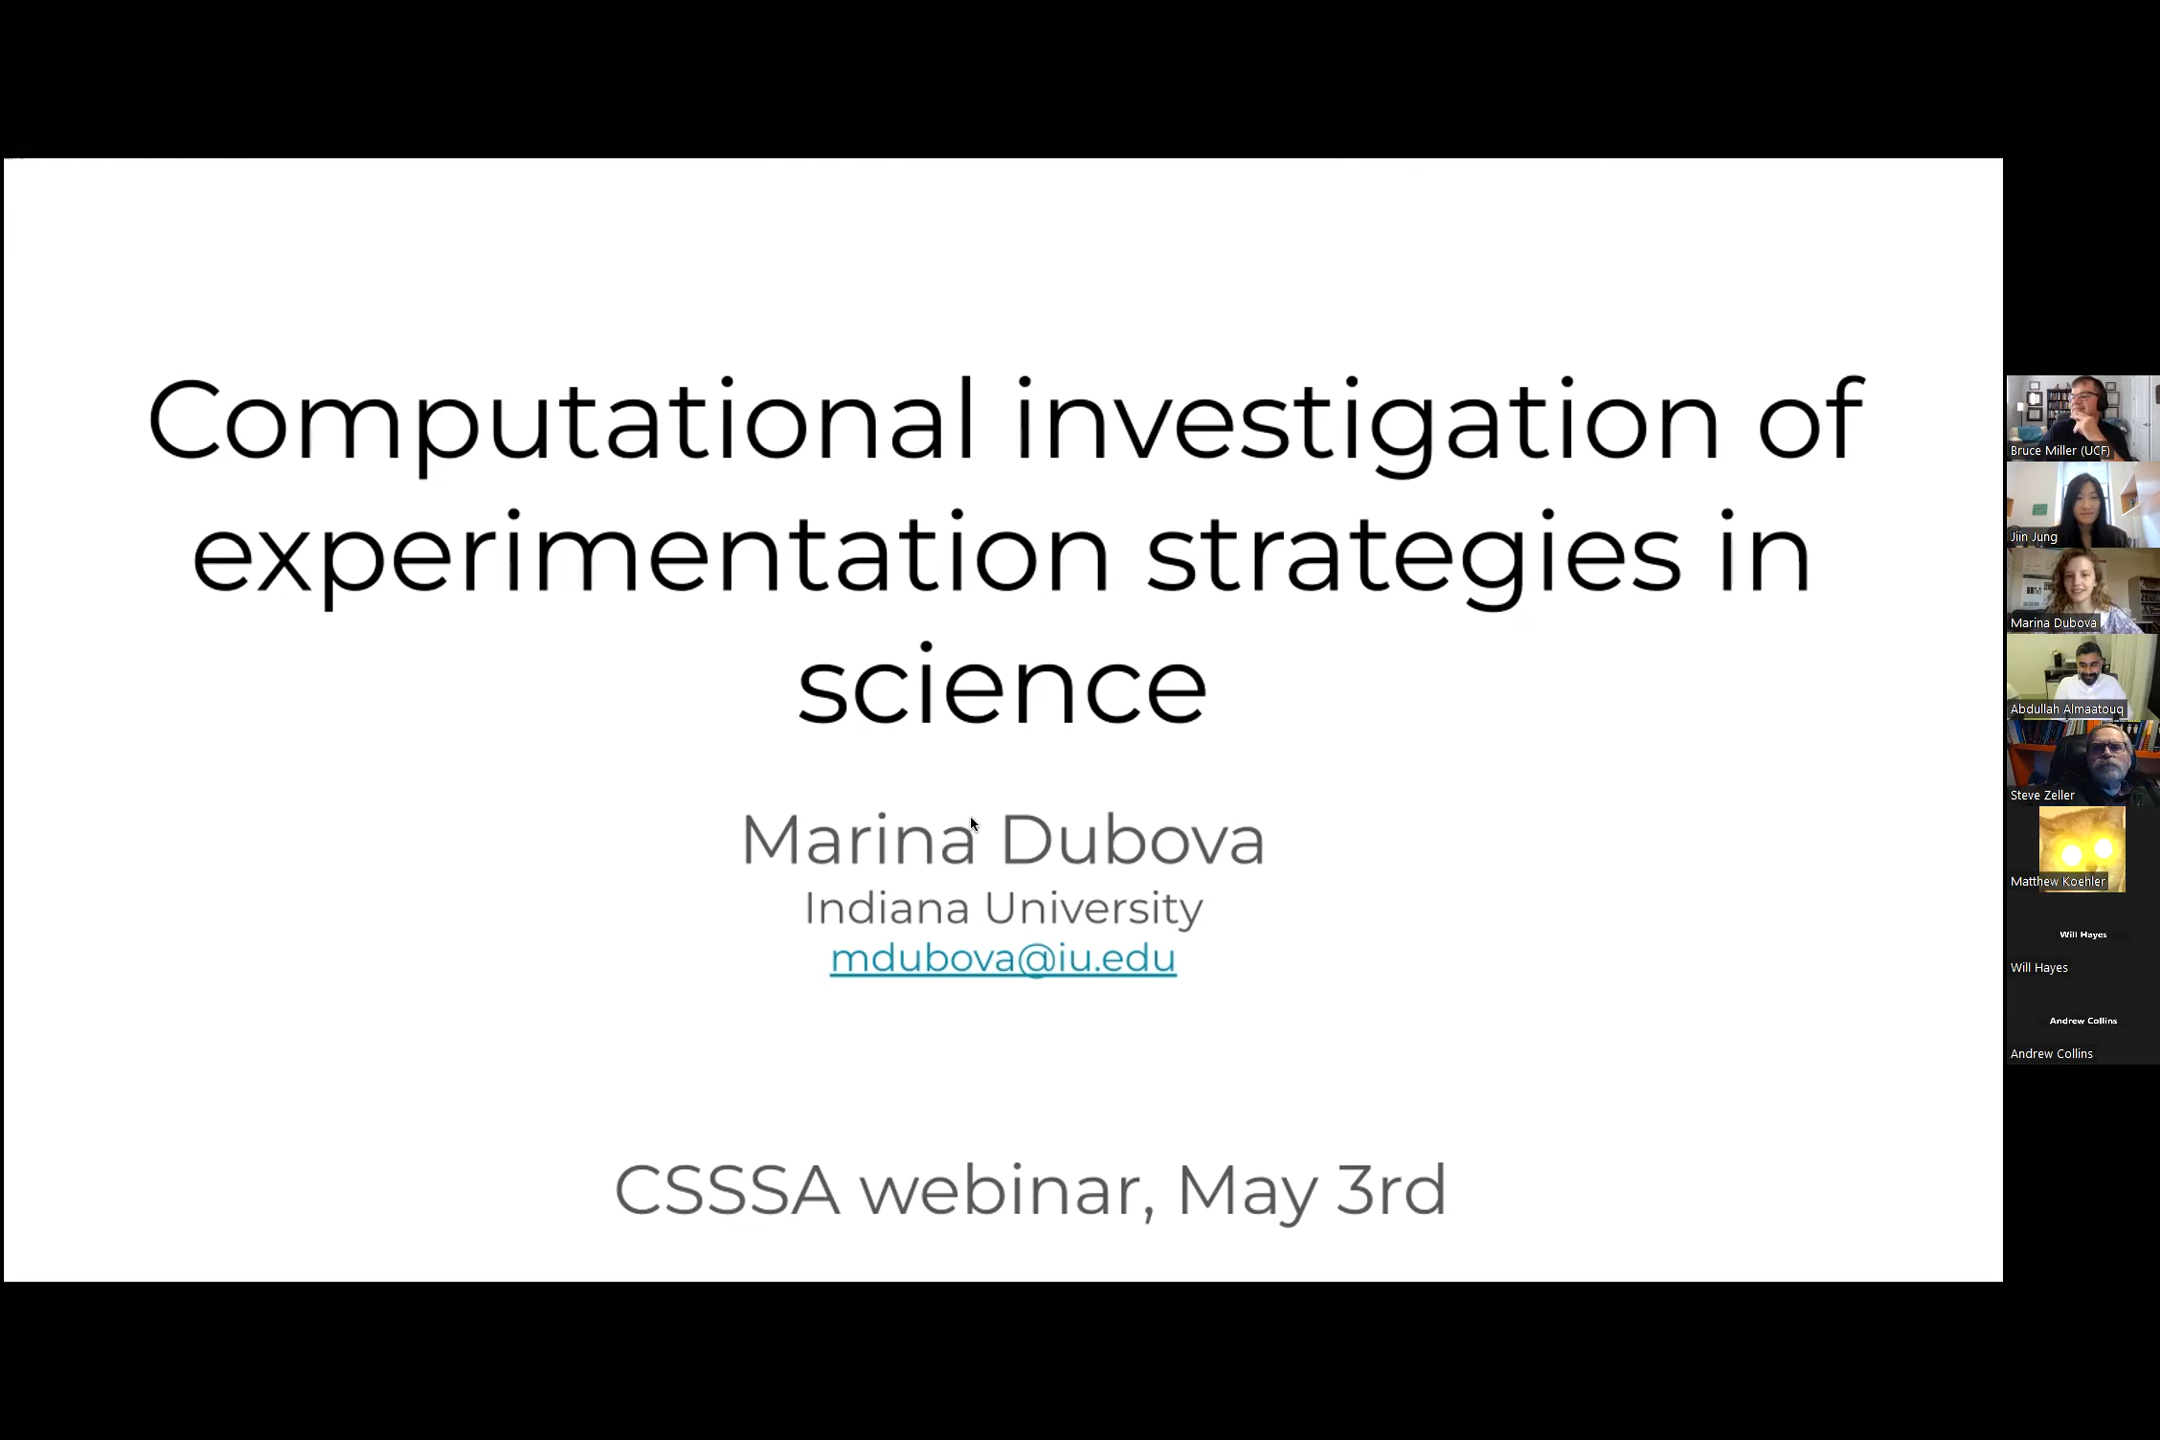 Computational investigation of
experimentation strategies in
science
Marina Dubova
Indiana University
mdubova@iu.edu
CSSSA webinar, May 3rd
Bruce Miller (UCF)
Jiin Jung
Marina Dubova
Abdullah Almaatouq
Steve Zeller
Matthew Koehler
Will Hayes
Will Hayes
Andrew Collins
Andrew Collins